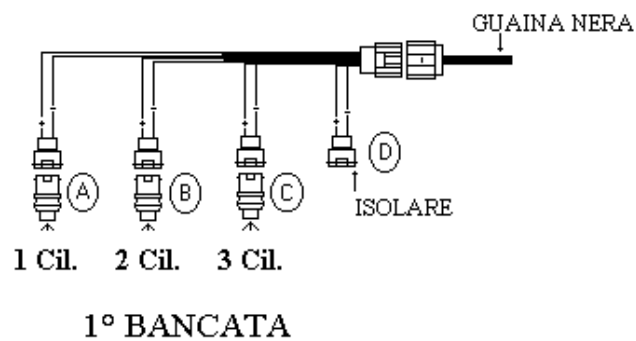 GUAINA NERA
A B C D
ISOLARE
1 Cil. 2 Cil. 3 Cil.
1° BANCATA